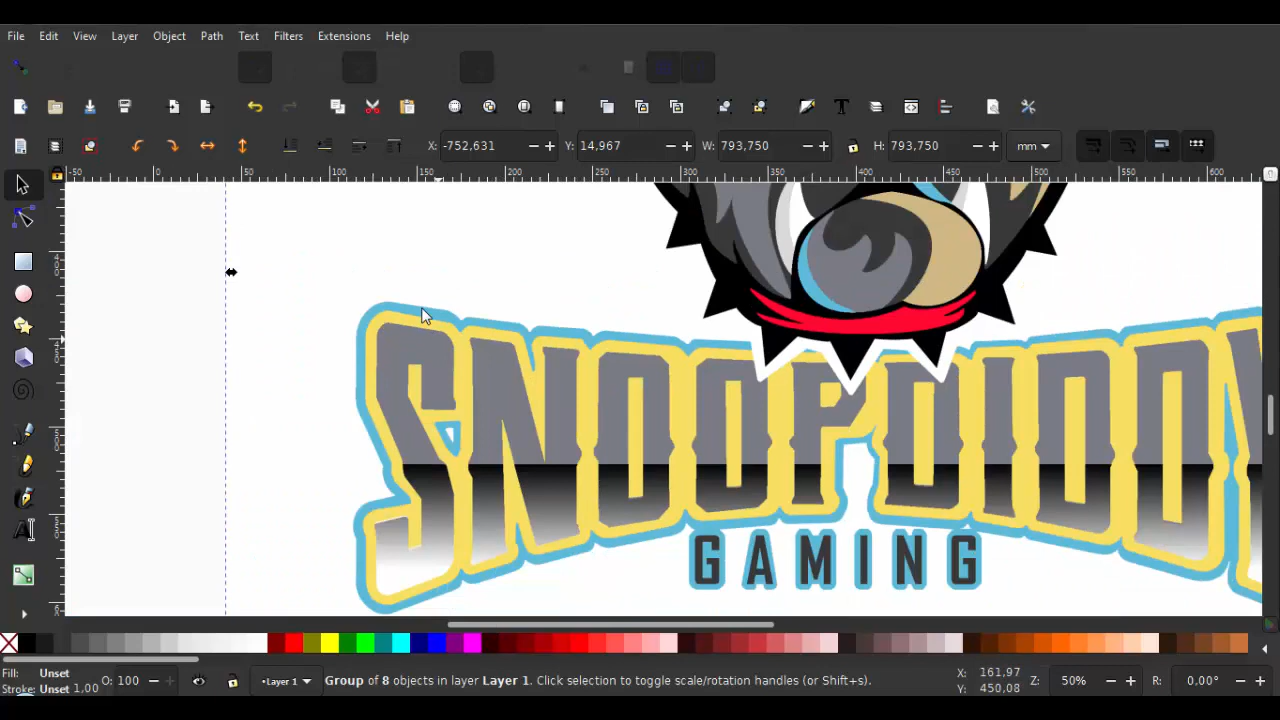 File Edit View Layer Object Path Text Filters Extensions Help
X: -752,631 Y: 14,967 W: 793,750 H: 793,750 mm
-50 0 50 100 150 200 250 300 350 400 450 500 550 600
SNOOPDIDDY
GAMING
Fill: Unset
Stroke: Unset 1,00
O: 100
•Layer 1
Group of 8 objects in layer Layer 1. Click selection to toggle scale/rotation handles (or Shift+s).
X: 161,97
Y: 450,08
Z: 50%
R: 0.00°